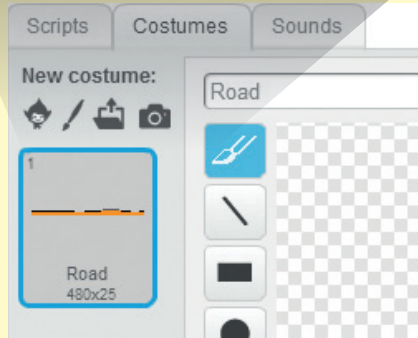 Scripts Costumes Sounds
New costume:
Road
1
Road
480x25